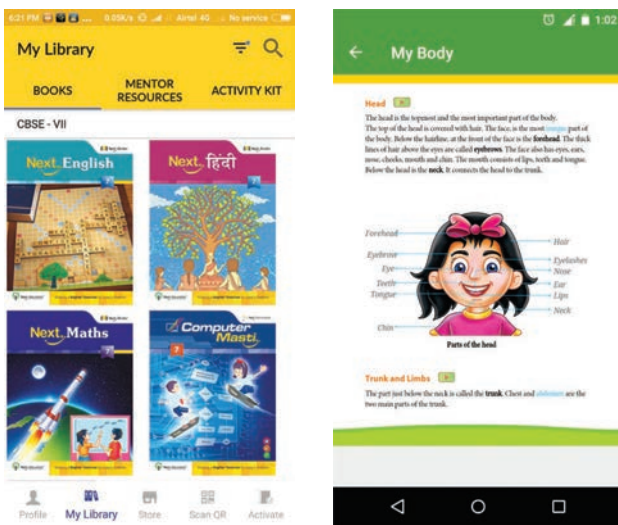 6:31 PM ... 0.05K/s Airtel 4G No service
My Library
BOOKS
MENTOR
RESOURCES
ACTIVITY KIT
CBSE - VII
Next English
7
Next हिंदी
7
Next Maths
7
Computer
Masti
7
Profile
My Library
Store
Scan QR
Activate
1:02
My Body
Head
The head is the topmost and the most important part of the body.
The top of the head is covered with hair. The face, is the most unique part of
the body. Below the hairline, at the front of the face is the forehead. The thick
lines of hair above the eyes are called eyebrows. The face also has eyes, ears,
nose, cheeks, mouth and chin. The mouth consists of lips, teeth and tongue.
Below the head is the neck. It connects the head to the trunk.
Forehead
Eyebrow
Eye
Teeth
Tongue
Chin
Hair
Eyelashes
Nose
Ear
Lips
Neck
Parts of the head
Trunk and Limbs
The part just below the neck is called the trunk. Chest and abdomen are the
two main parts of the trunk.